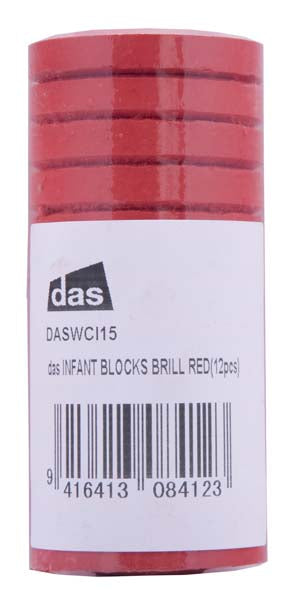 das
DASWCI15
das INFANT BLOCKS BRILL RED(12pcs)
9 416413 084123